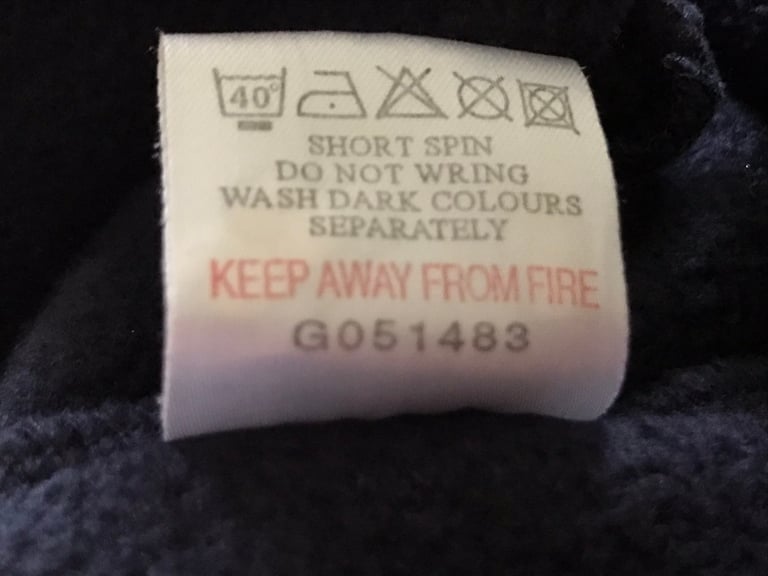 40°
SHORT SPIN
DO NOT WRING
WASH DARK COLOURS
SEPARATELY
KEEP AWAY FROM FIRE
G051483